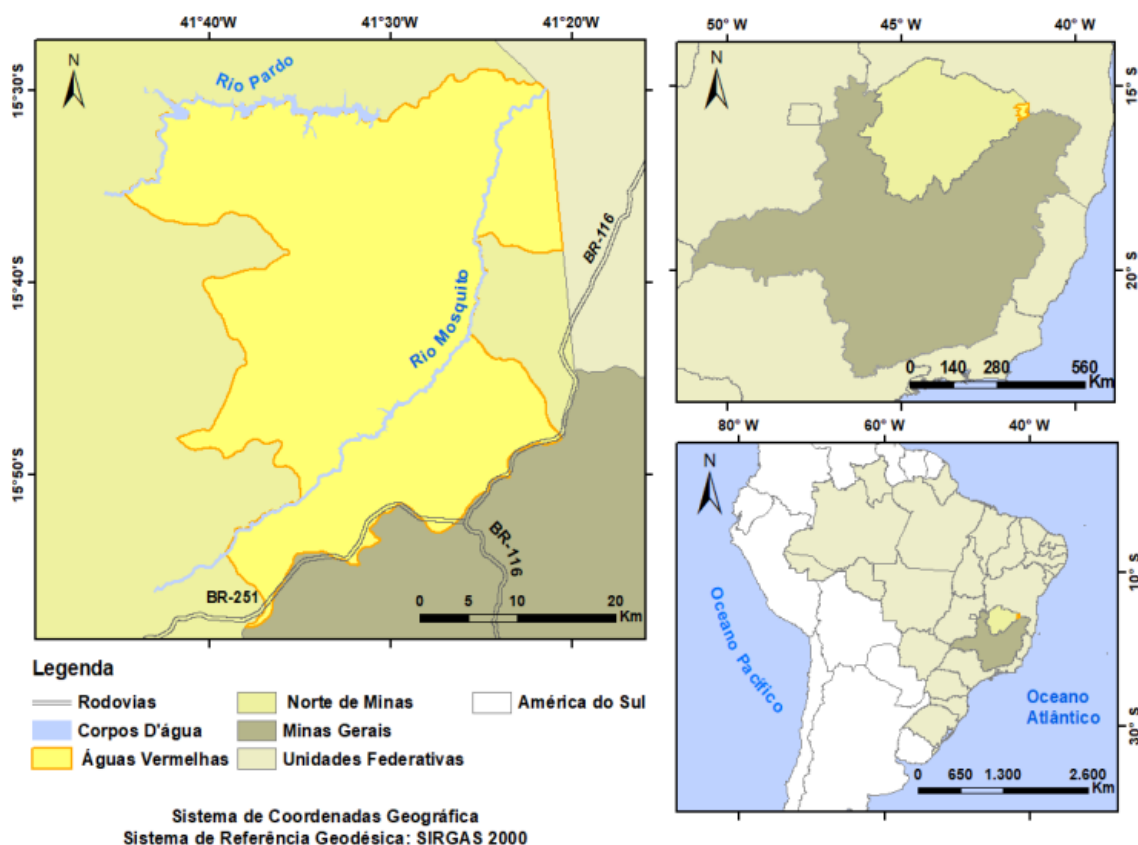 41°40'W
41°30'W
41°20'W
N
15°30'S
15°40'S
15°50'S
Rio Pardo
BR-116
Rio Mosquito
BR-116
BR-251
0 5 10 20
Km
50° W
45° W
40° W
N
15° S
20° S
0 140 280 560
Km
80° W
60° W
40° W
N
10° S
30° S
Oceano Pacífico
Oceano
Atlântico
0 650 1.300 2.600
Km
Legenda
Rodovias
Norte de Minas
América do Sul
Corpos D'água
Minas Gerais
Águas Vermelhas
Unidades Federativas
Sistema de Coordenadas Geográfica
Sistema de Referência Geodésica: SIRGAS 2000